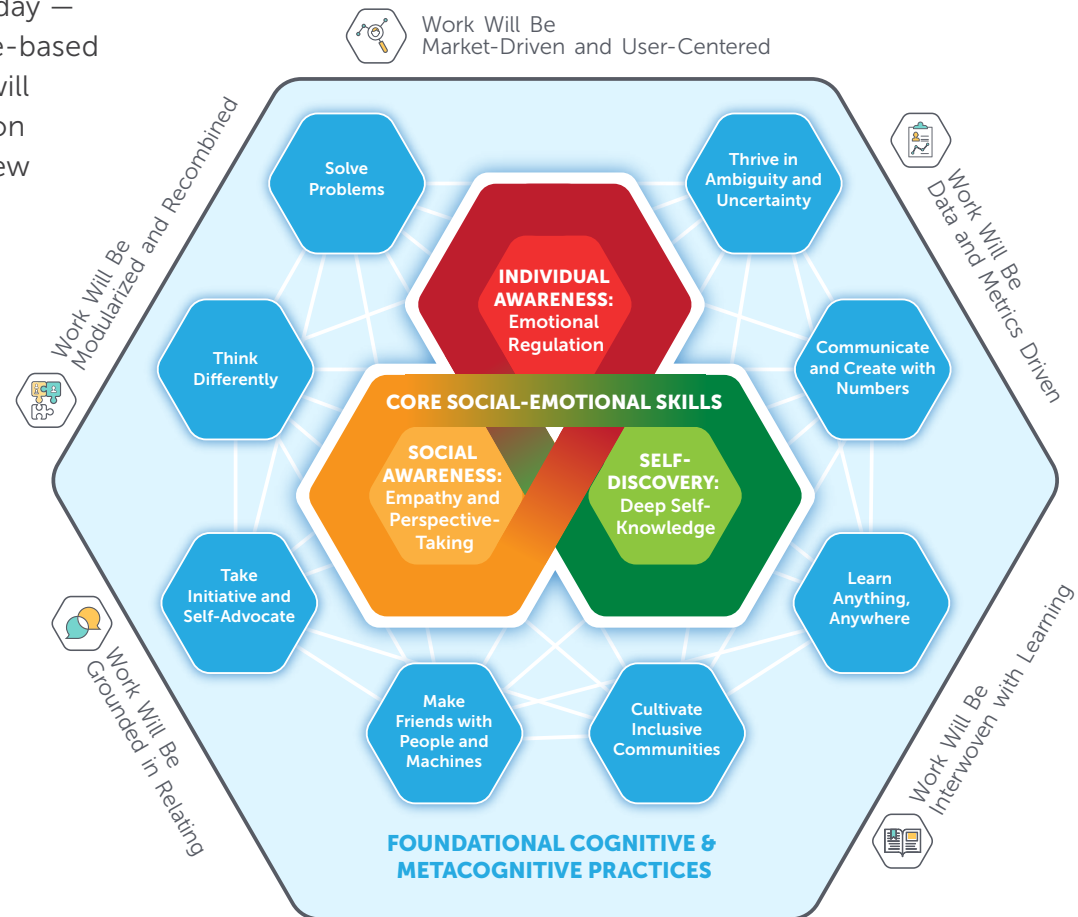 day —
e-based
will
on
ew
Work Will Be
Market-Driven and User-Centered
Work Will Be
Modularized and Recombined
Work Will Be
Data and Metrics Driven
Solve
Problems
Thrive in
Ambiguity and
Uncertainty
INDIVIDUAL
AWARENESS:
Emotional
Regulation
Think
Differently
Communicate
and Create with
Numbers
CORE SOCIAL-EMOTIONAL SKILLS
SOCIAL
AWARENESS:
Empathy and
Perspective-
Taking
SELF-
DISCOVERY:
Deep Self-
Knowledge
Take
Initiative and
Self-Advocate
Learn
Anything,
Anywhere
Make
Friends with
People and
Machines
Cultivate
Inclusive
Communities
Work Will Be
Grounded in Relating
Work Will Be
Interwoven with Learning
FOUNDATIONAL COGNITIVE &
METACOGNITIVE PRACTICES